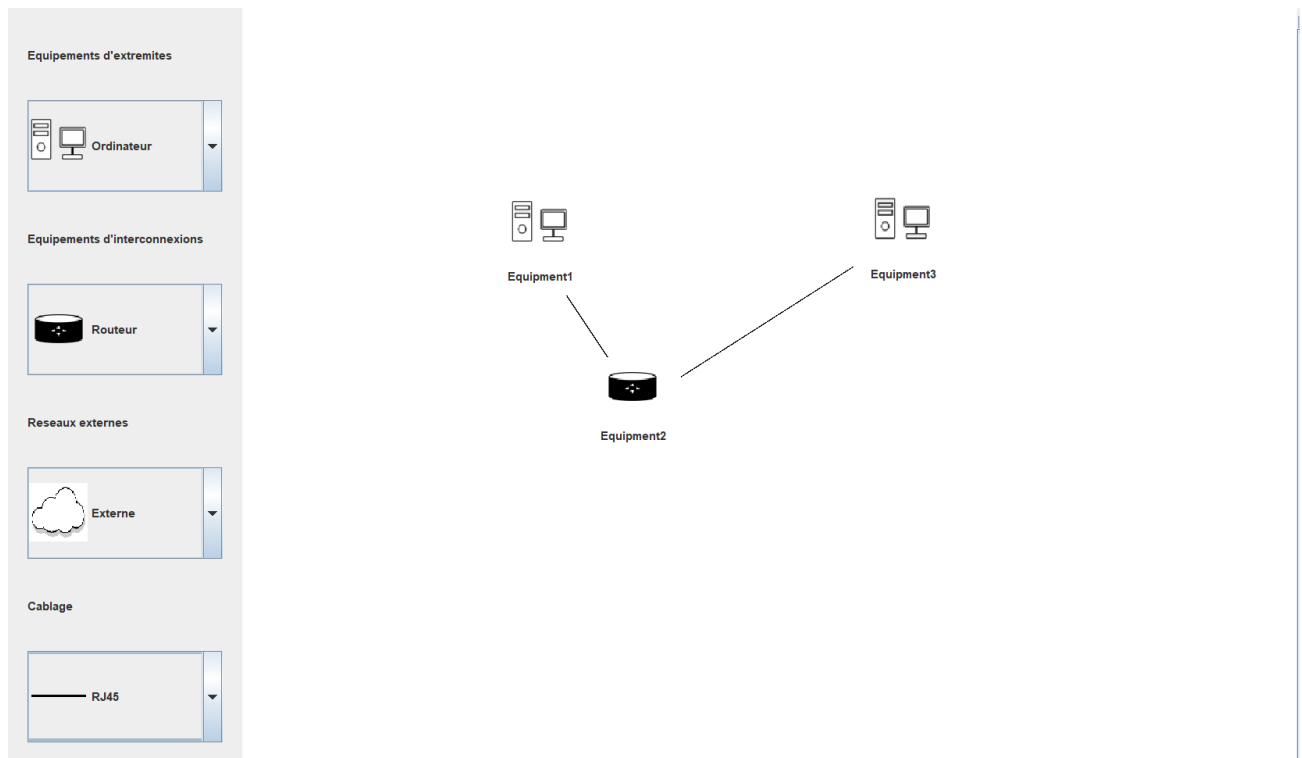 Equipements d'extremites
Ordinateur
Equipements d'interconnexions
Routeur
Reseaux externes
Externe
Cablage
RJ45
Equipment1
Equipment3
Equipment2